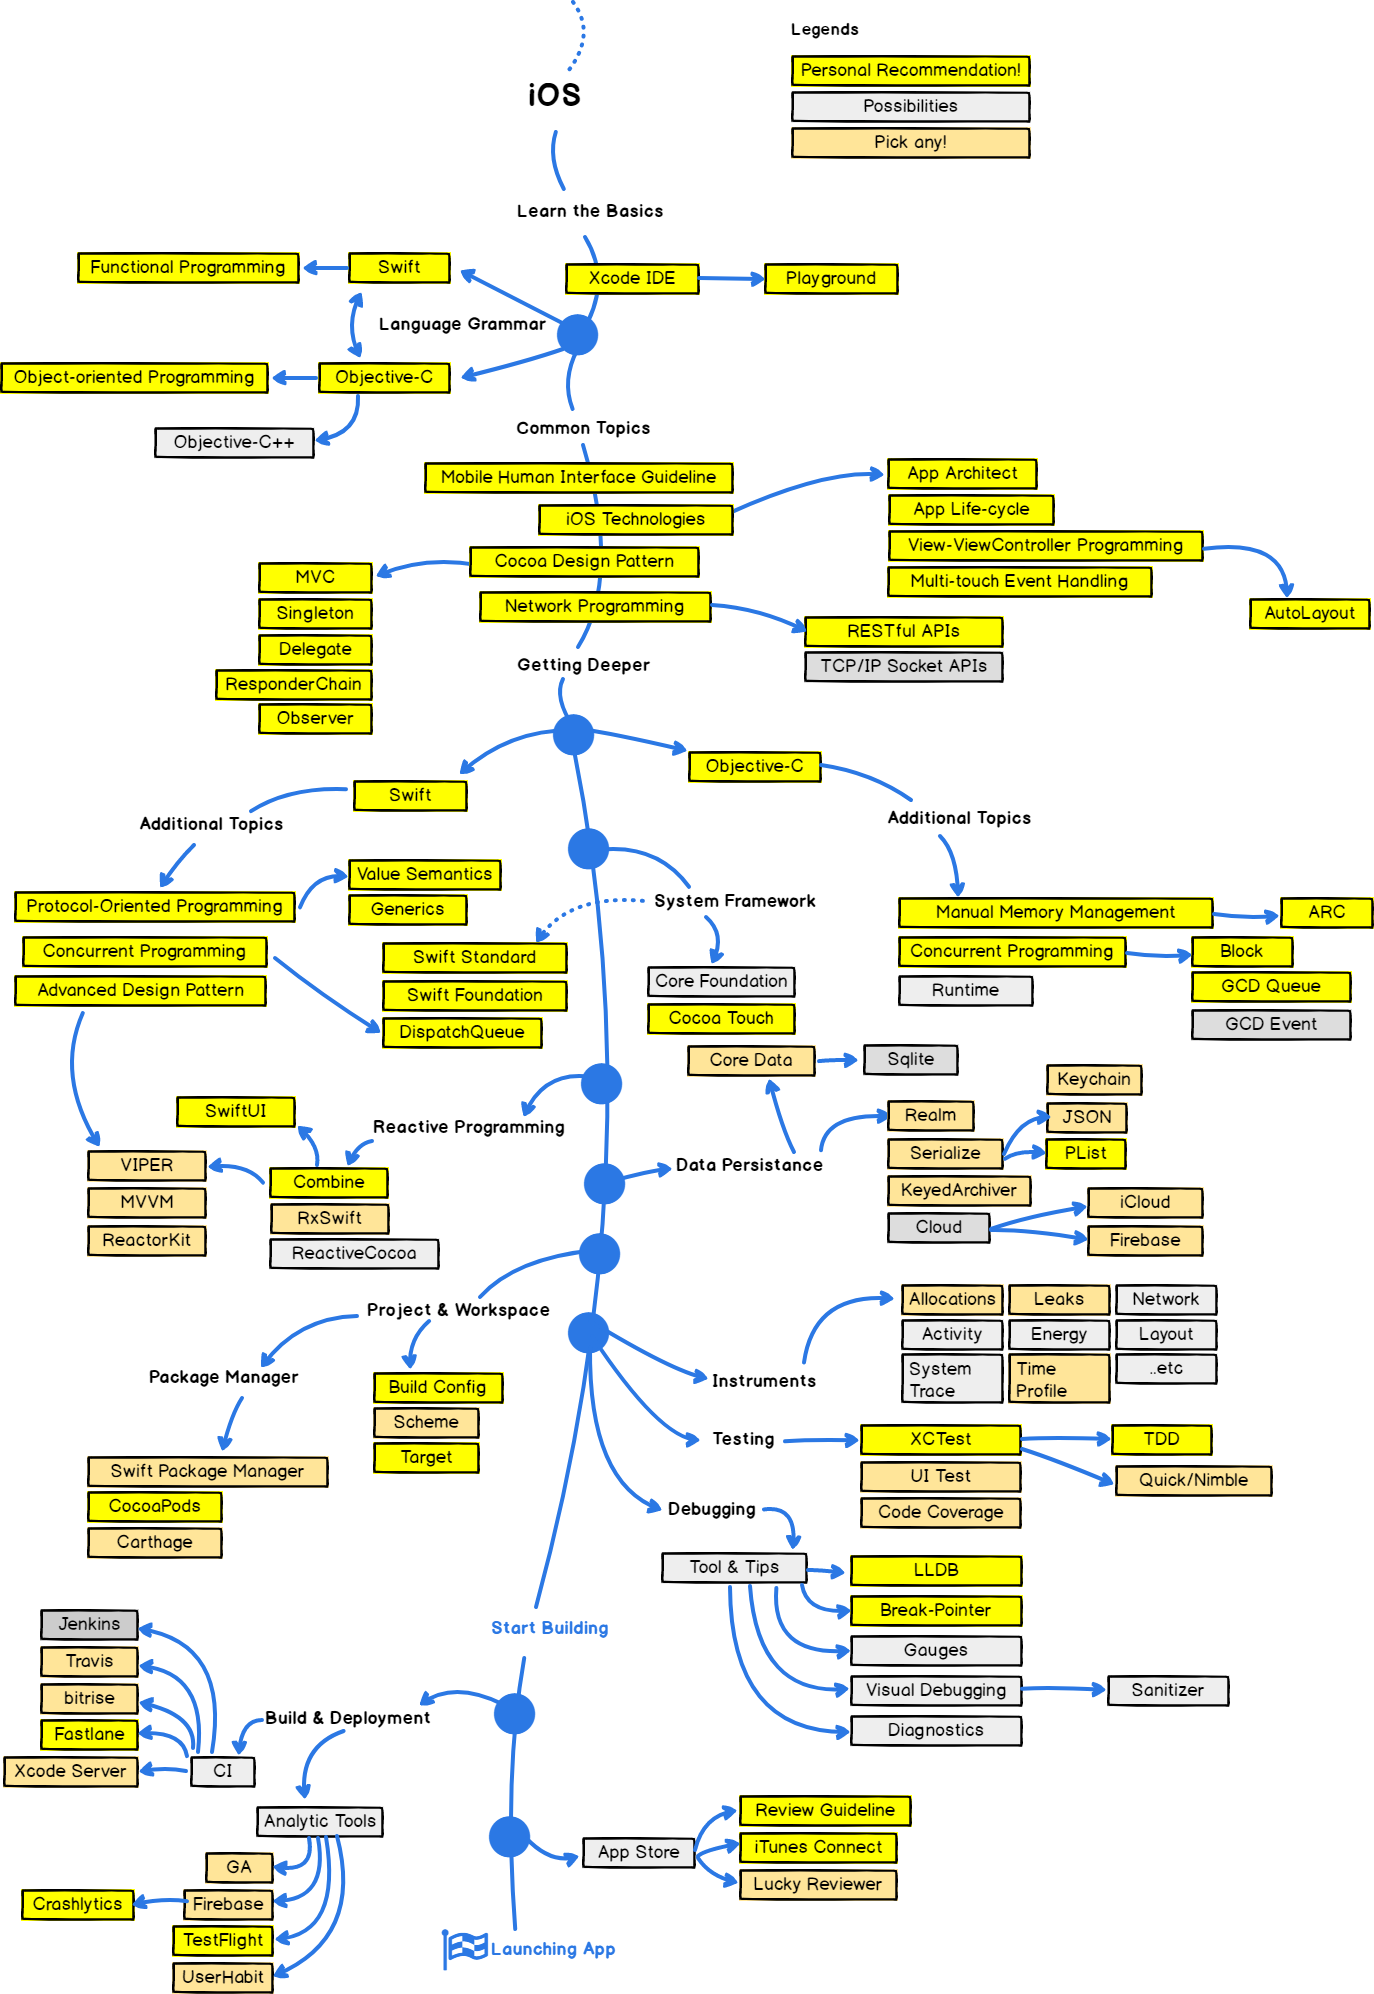 Legends
Personal Recommendation!
Possibilities
Pick any!
iOS
Learn the Basics
Functional Programming
Swift
Xcode IDE
Playground
Language Grammar
Object-oriented Programming
Objective-C
Objective-C++
Common Topics
Mobile Human Interface Guideline
iOS Technologies
Cocoa Design Pattern
Network Programming
App Architect
App Life-cycle
View-ViewController Programming
Multi-touch Event Handling
AutoLayout
MVC
Singleton
Delegate
ResponderChain
Observer
RESTful APIs
TCP/IP Socket APIs
Getting Deeper
Swift
Objective-C
Additional Topics
Additional Topics
Protocol-Oriented Programming
Concurrent Programming
Advanced Design Pattern
Value Semantics
Generics
System Framework
Swift Standard
Swift Foundation
DispatchQueue
Core Foundation
Cocoa Touch
Manual Memory Management
ARC
Concurrent Programming
Runtime
Block
GCD Queue
GCD Event
Core Data
Sqlite
Reactive Programming
SwiftUI
Combine
RxSwift
ReactiveCocoa
VIPER
MVVM
ReactorKit
Data Persistance
Realm
Serialize
KeyedArchiver
Cloud
Keychain
JSON
PList
iCloud
Firebase
Project & Workspace
Package Manager
Build Config
Scheme
Target
Swift Package Manager
CocoaPods
Carthage
Instruments
Allocations
Leaks
Network
Activity
Energy
Layout
System
Trace
Time
Profile
..etc
Testing
XCTest
UI Test
Code Coverage
TDD
Quick/Nimble
Debugging
Tool & Tips
LLDB
Break-Pointer
Gauges
Visual Debugging
Diagnostics
Sanitizer
Start Building
Build & Deployment
Jenkins
Travis
bitrise
Fastlane
Xcode Server
CI
Analytic Tools
GA
Firebase
Crashlytics
TestFlight
UserHabit
App Store
Review Guideline
iTunes Connect
Lucky Reviewer
Launching App